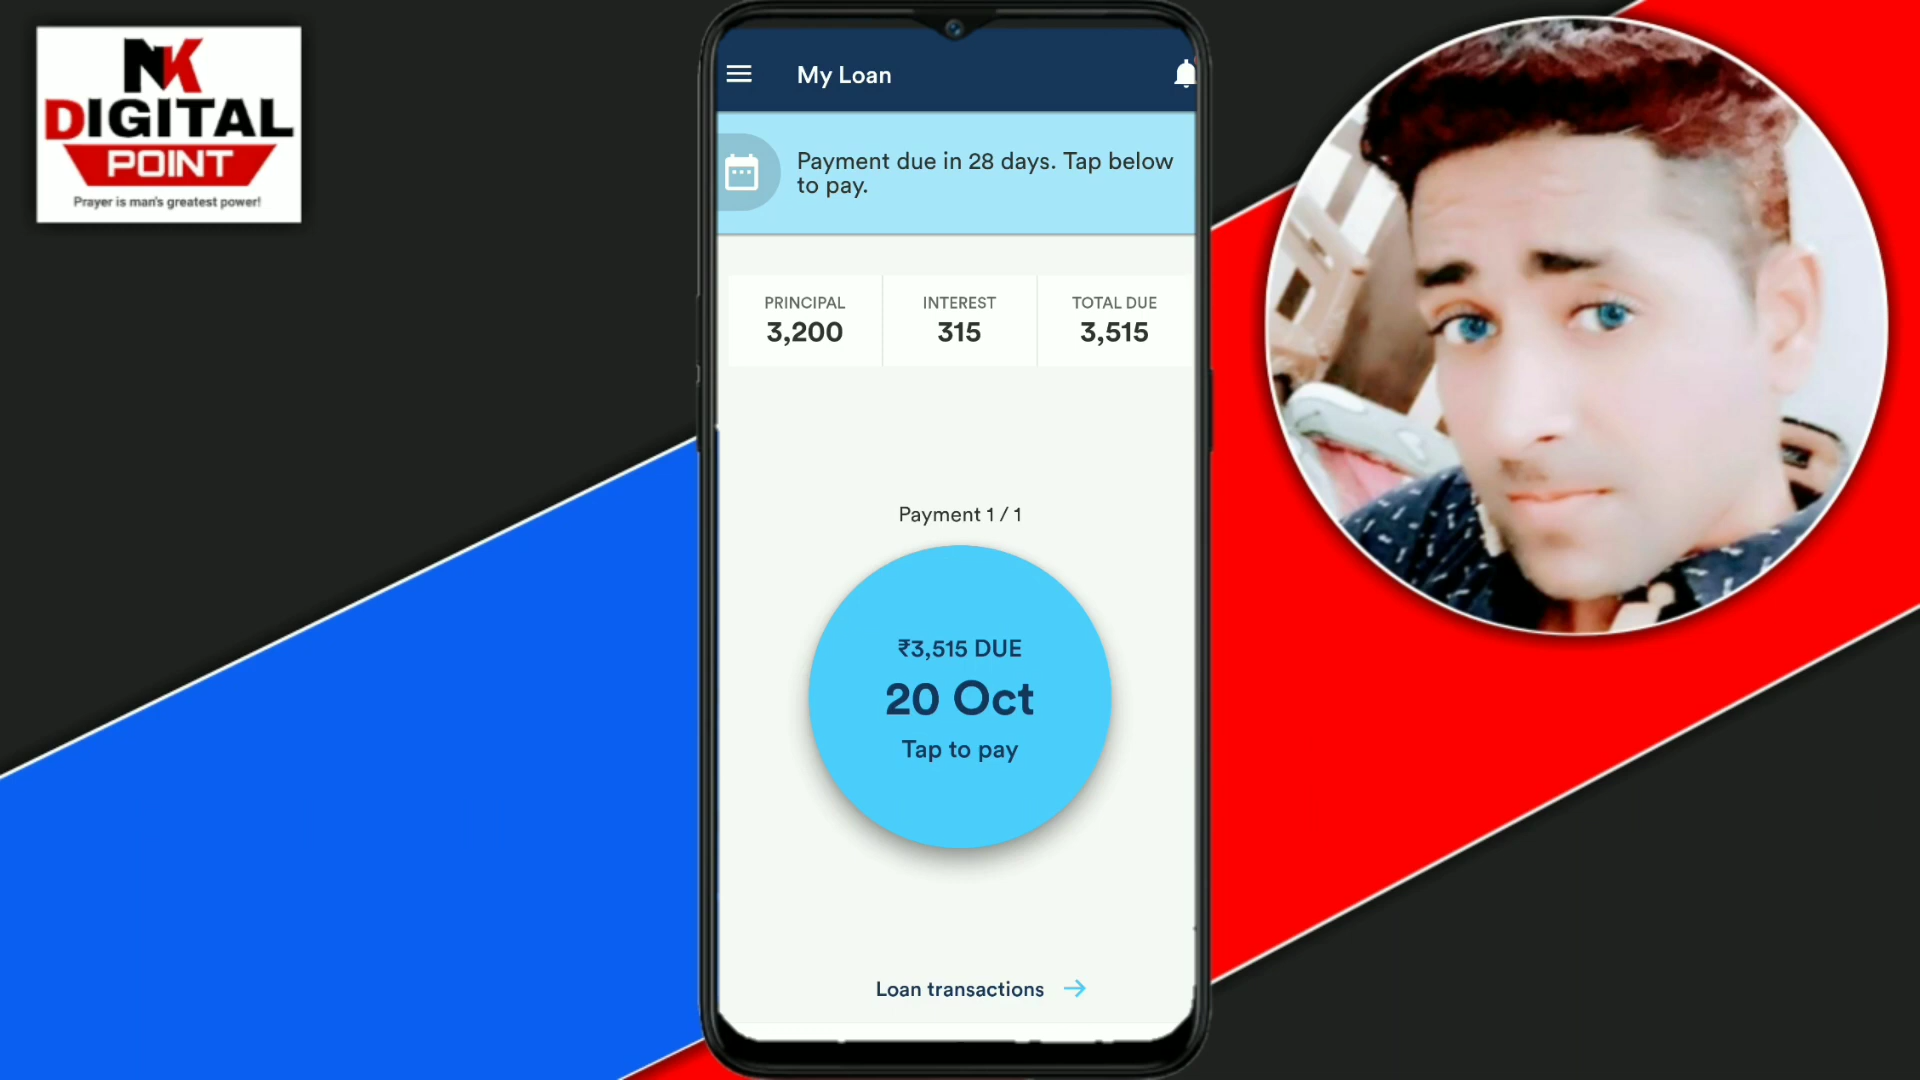 NK
DIGITAL
POINT
Prayer is man's greatest power!
My Loan
Payment due in 28 days. Tap below
to pay.
PRINCIPAL
3,200
INTEREST
315
TOTAL DUE
3,515
Payment 1 / 1
₹3,515 DUE
20 Oct
Tap to pay
Loan transactions